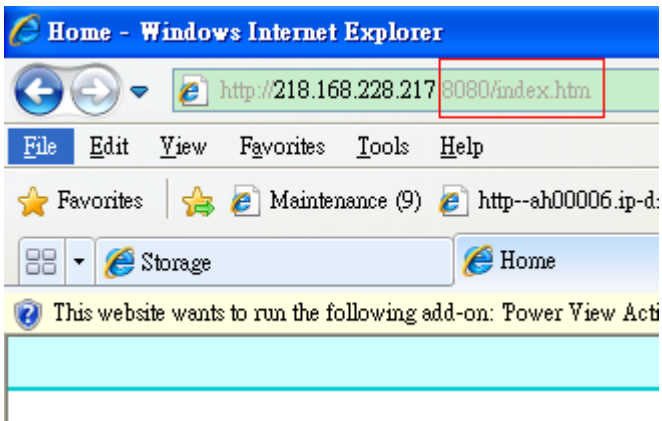 Home - Windows Internet Explorer
http://218.168.228.217:8080/index.htm
File Edit View Favorites Tools Help
Favorites Maintenance (9) http--ah00006.ip-d
Storage Home
This website wants to run the following add-on: 'Power View Acti